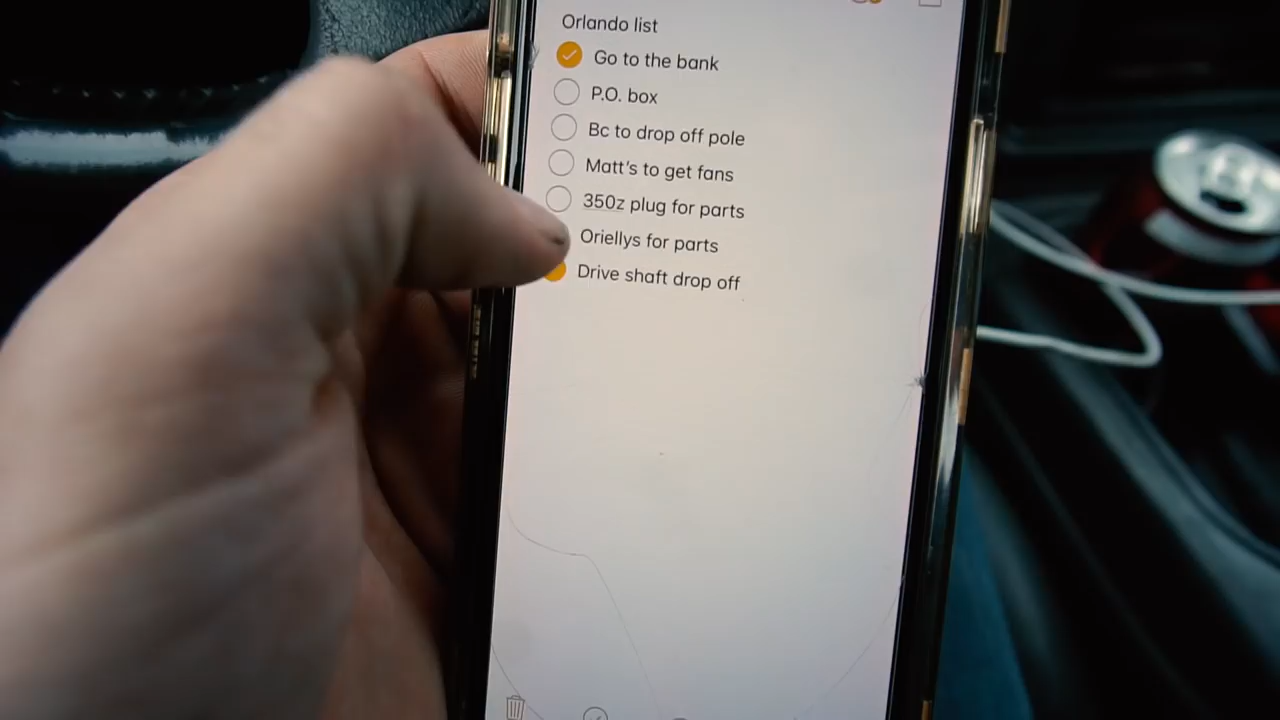 Orlando list
Go to the bank
P.O. box
Bc to drop off pole
Matt's to get fans
350z plug for parts
Oriellys for parts
Drive shaft drop off